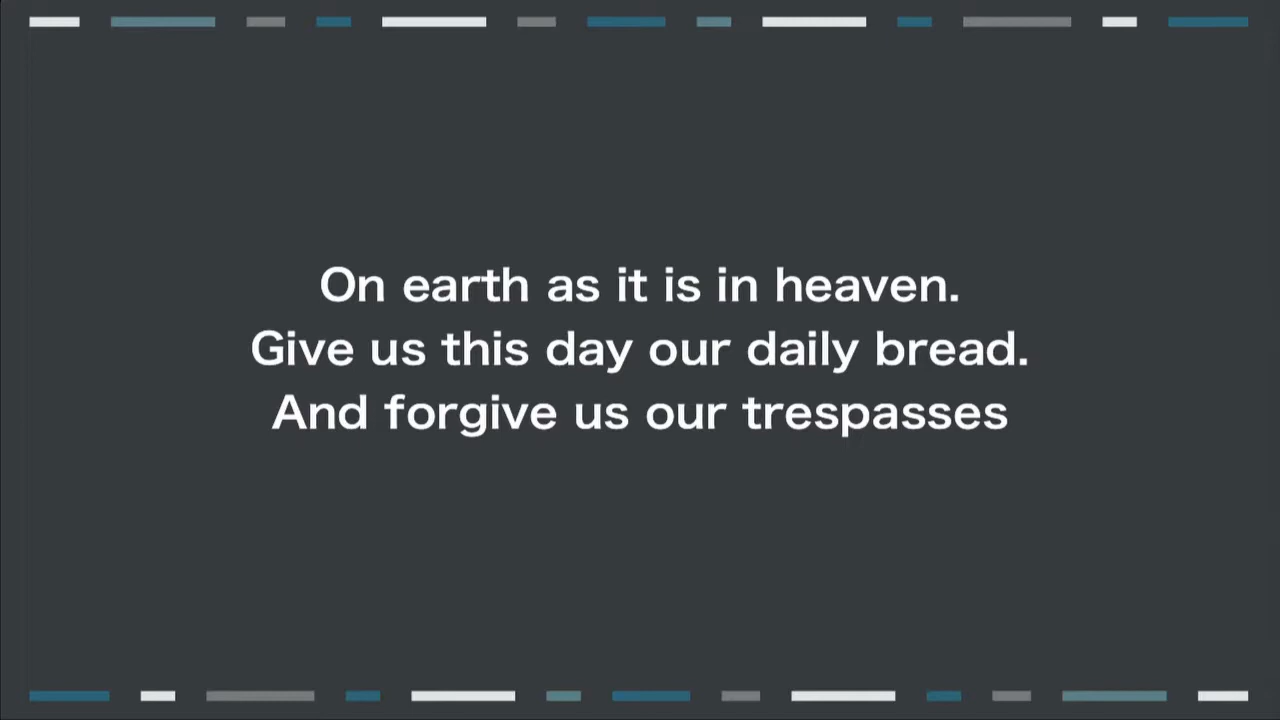 On earth as it is in heaven.
Give us this day our daily bread.
And forgive us our trespasses